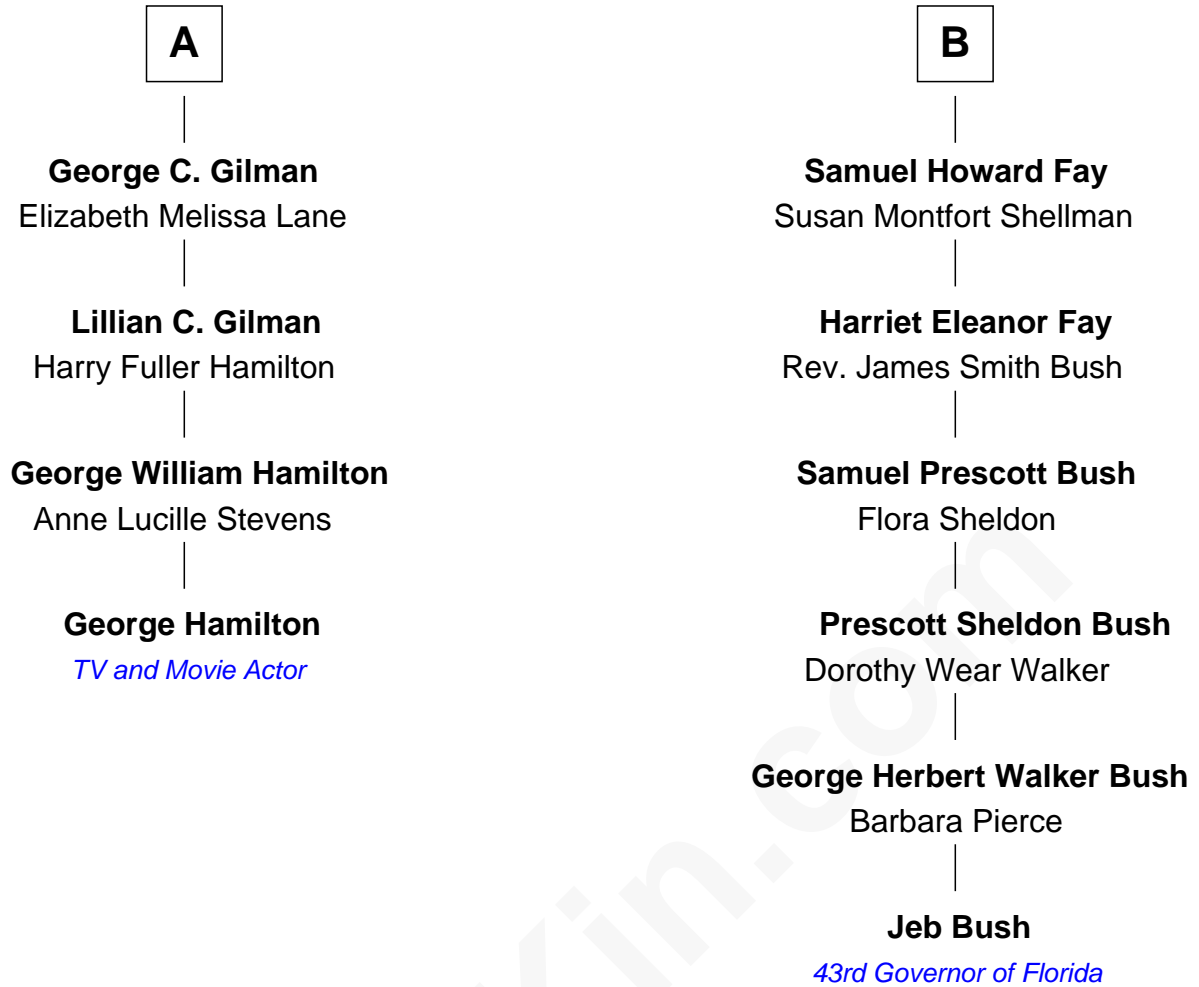 A
George C. Gilman
Elizabeth Melissa Lane
Lillian C. Gilman
Harry Fuller Hamilton
George William Hamilton
Anne Lucille Stevens
George Hamilton
TV and Movie Actor
B
Samuel Howard Fay
Susan Montfort Shellman
Harriet Eleanor Fay
Rev. James Smith Bush
Samuel Prescott Bush
Flora Sheldon
Prescott Sheldon Bush
Dorothy Wear Walker
George Herbert Walker Bush
Barbara Pierce
Jeb Bush
43rd Governor of Florida